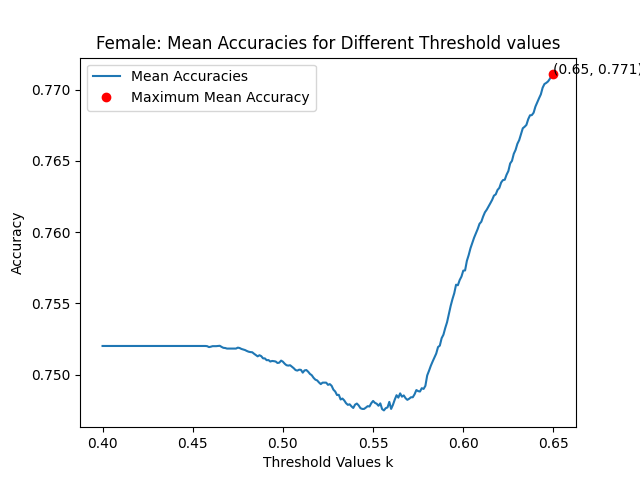 Female: Mean Accuracies for Different Threshold values
Mean Accuracies
Maximum Mean Accuracy
(0.65, 0.771)
0.770
0.765
0.760
0.755
0.750
Accuracy
0.40 0.45 0.50 0.55 0.60 0.65
Threshold Values k